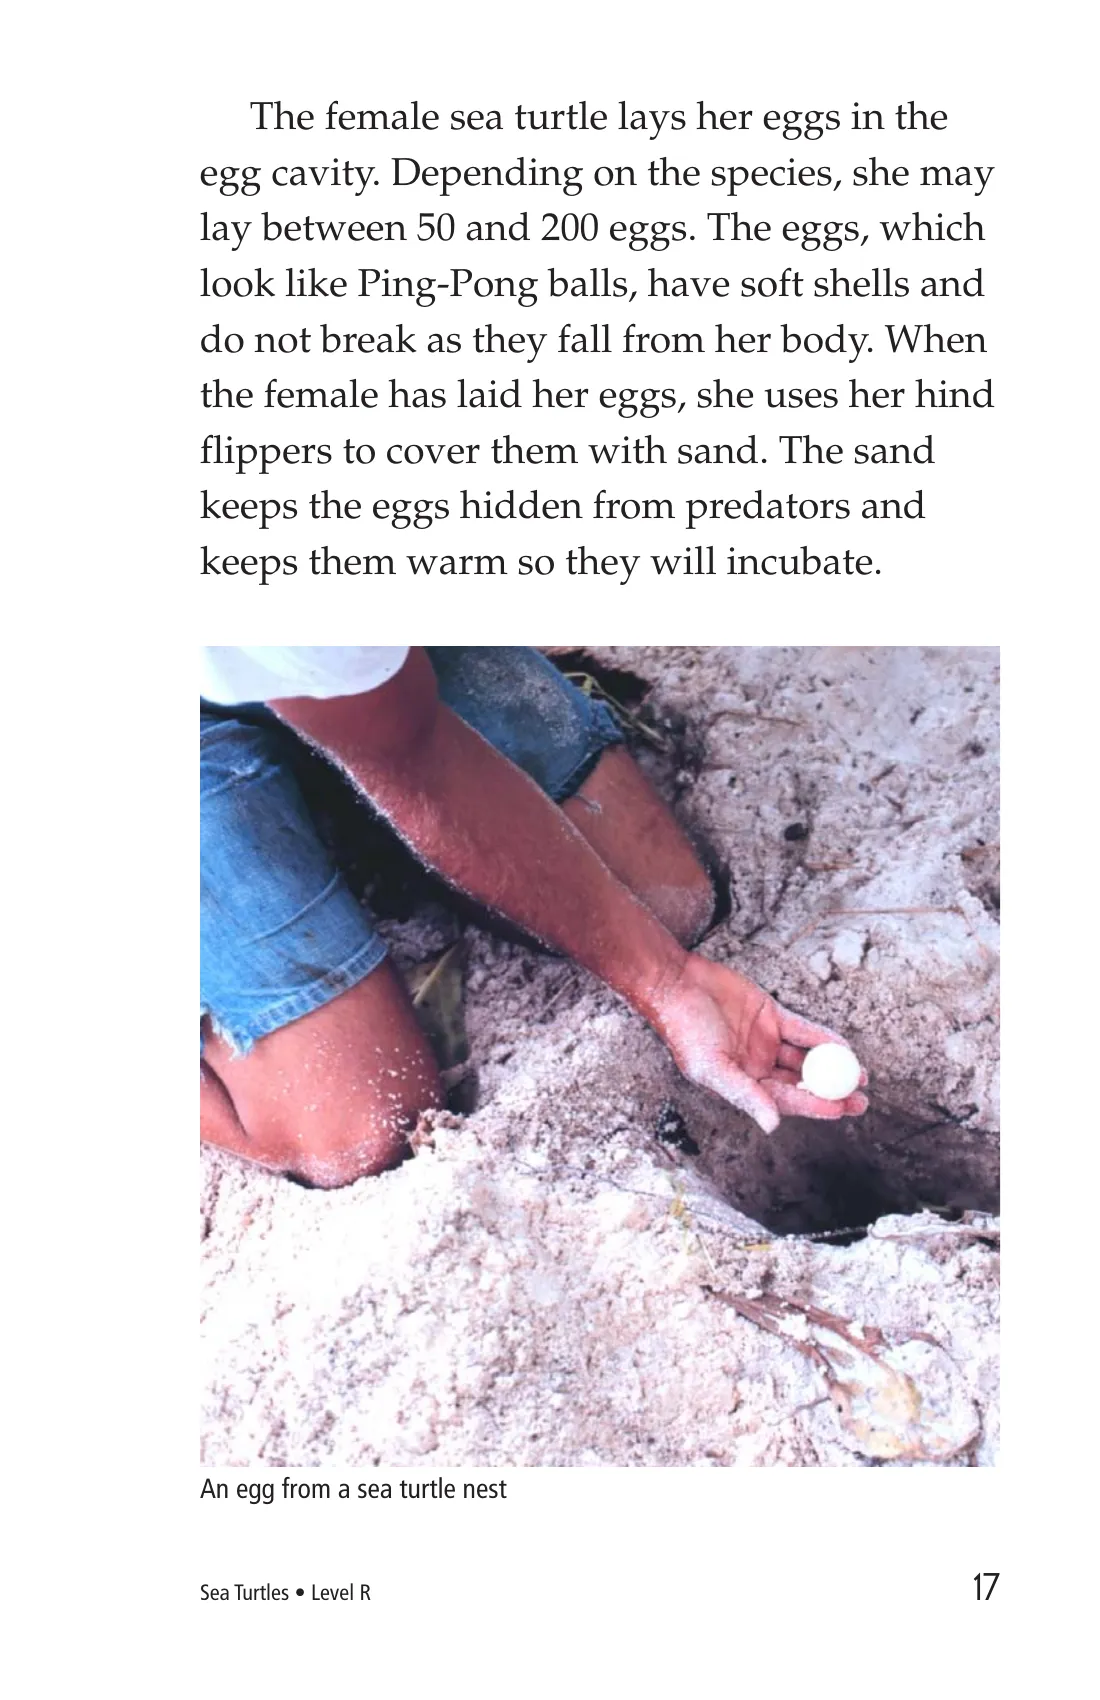 The female sea turtle lays her eggs in the
egg cavity. Depending on the species, she may
lay between 50 and 200 eggs. The eggs, which
look like Ping-Pong balls, have soft shells and
do not break as they fall from her body. When
the female has laid her eggs, she uses her hind
flippers to cover them with sand. The sand
keeps the eggs hidden from predators and
keeps them warm so they will incubate.
An egg from a sea turtle nest
Sea Turtles • Level R
17